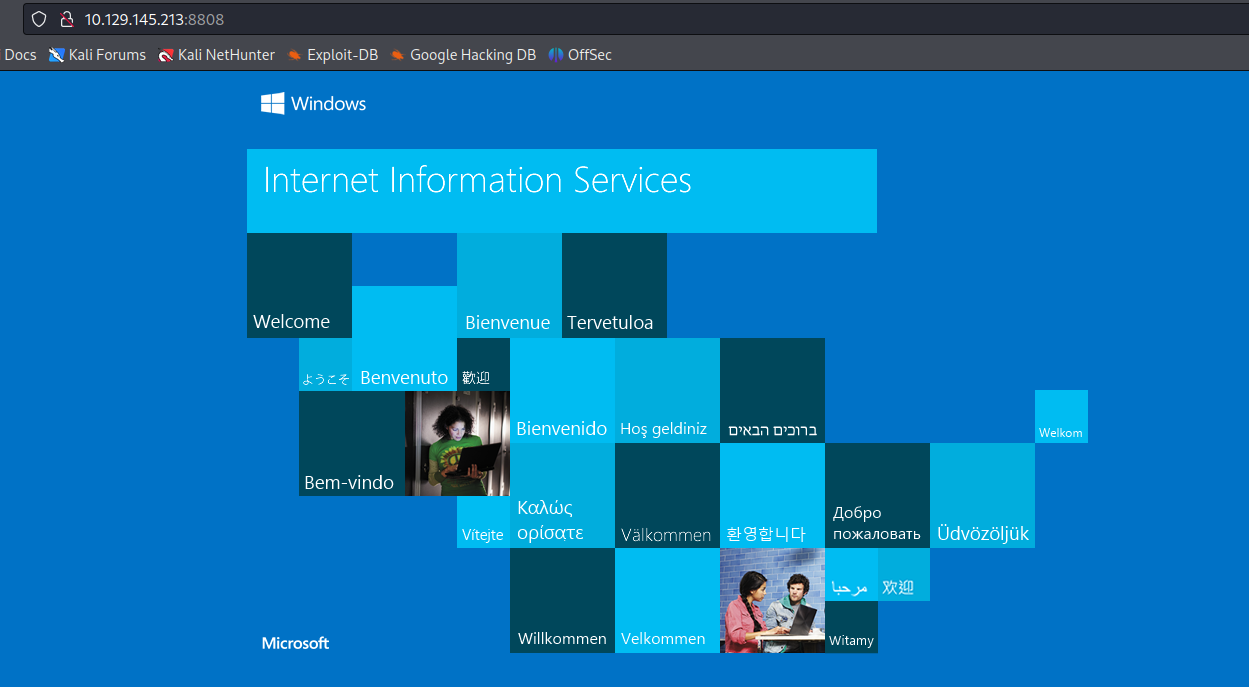 10.129.145.213:8808
Docs Kali Forums Kali NetHunter Exploit-DB Google Hacking DB OffSec
Windows
Internet Information Services
Welcome
Bienvenue
Tervetuloa
ようこそ
Benvenuto
歡迎
Bienvenido
Hoş geldiniz
ברוכים הבאים
Welkom
Bem-vindo
Vítejte
Καλώς
ορίσατε
Välkommen
환영합니다
Добро
пожаловать
Üdvözöljük
مرحبا
欢迎
Willkommen
Velkommen
Witamy
Microsoft